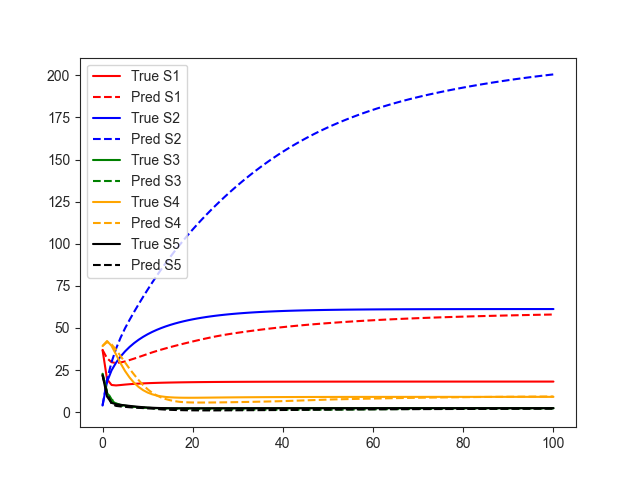 200
175
150
125
100
75
50
25
0
0
20
40
60
80
100
True S1
Pred S1
True S2
Pred S2
True S3
Pred S3
True S4
Pred S4
True S5
Pred S5